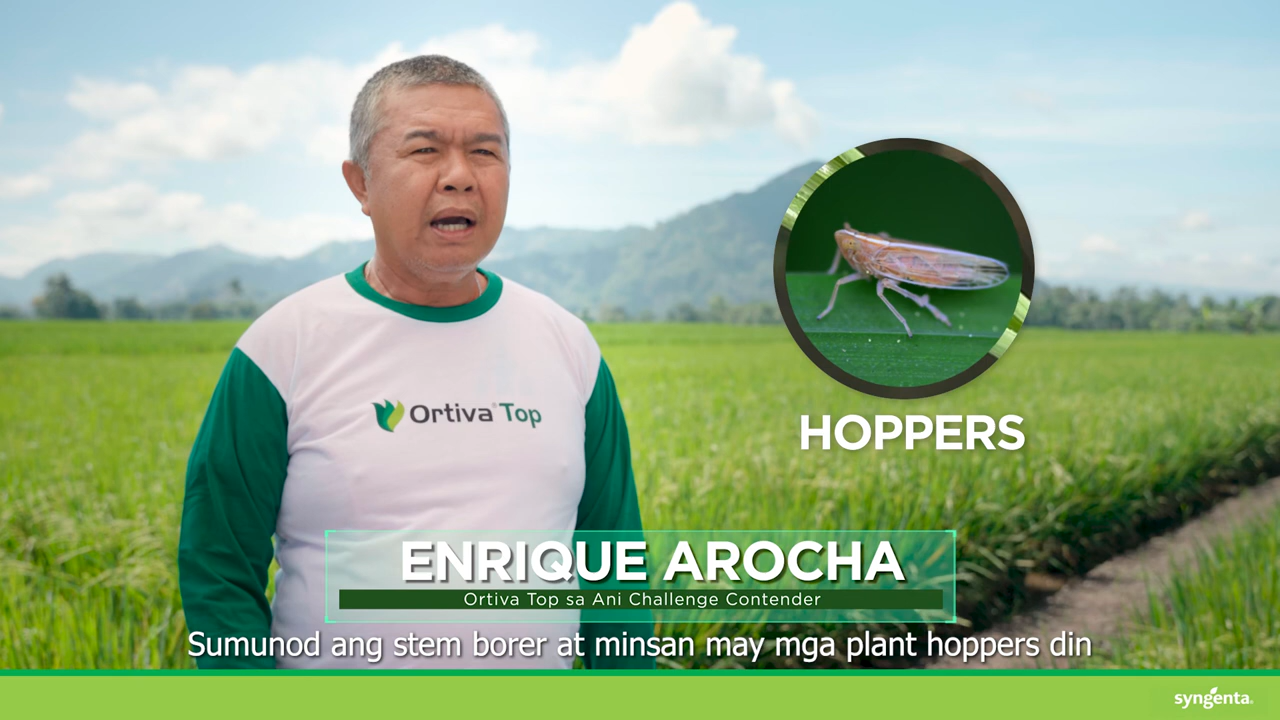 Ortiva® Top
HOPPERS
ENRIQUE AROCHA
Ortiva Top sa Ani Challenge Contender
Sumunod ang stem borer at minsan may mga plant hoppers din
syngenta.